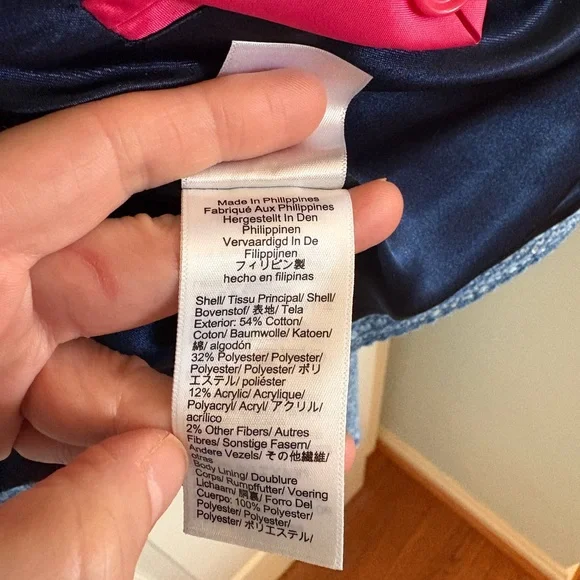 Made In Philippines
Fabriqué Aux Philippines
Hergestellt In Den
Philippinen
Vervaardigd In De
Filippijnen
フィリピン製
hecho en filipinas
Shell/ Tissu Principal/ Shell/
Bovenstof/ 表地/ Tela
Exterior: 54% Cotton/
Coton/ Baumwolle/ Katoen/
綿/ algodón
32% Polyester/ Polyester/
Polyester/ Polyester/ ポリ
エステル/ poliéster
12% Acrylic/ Acrylique/
Polyacryl/ Acryl/ アクリル/
acrílico
2% Other Fibers/ Autres
Fibres/ Sonstige Fasern/
Andere Vezels/ その他繊維/
otras
Body Lining/ Doublure
Corps/ Rumpffutter/ Voering
Lichaam/ 胴裏/ Forro Del
Cuerpo: 100% Polyester/
Polyester/ Polyester/
Polyester/ ポリエステル/